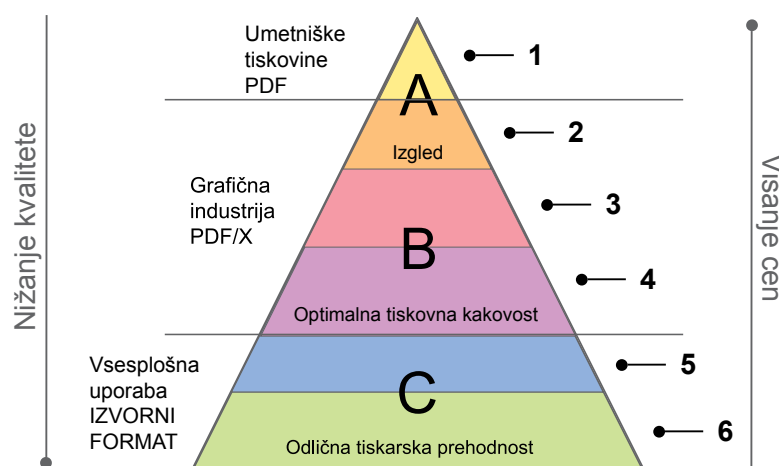 Umetniške
tiskovine
PDF
1
A
2
Izgled
Grafična
industrija
PDF/X
3
B
4
Optimalna tiskovna kakovost
Vsesplošna
uporaba
IZVORNI
FORMAT
5
C
6
Odlična tiskarska prehodnost
Nižanje kvalitete
Višanje cen